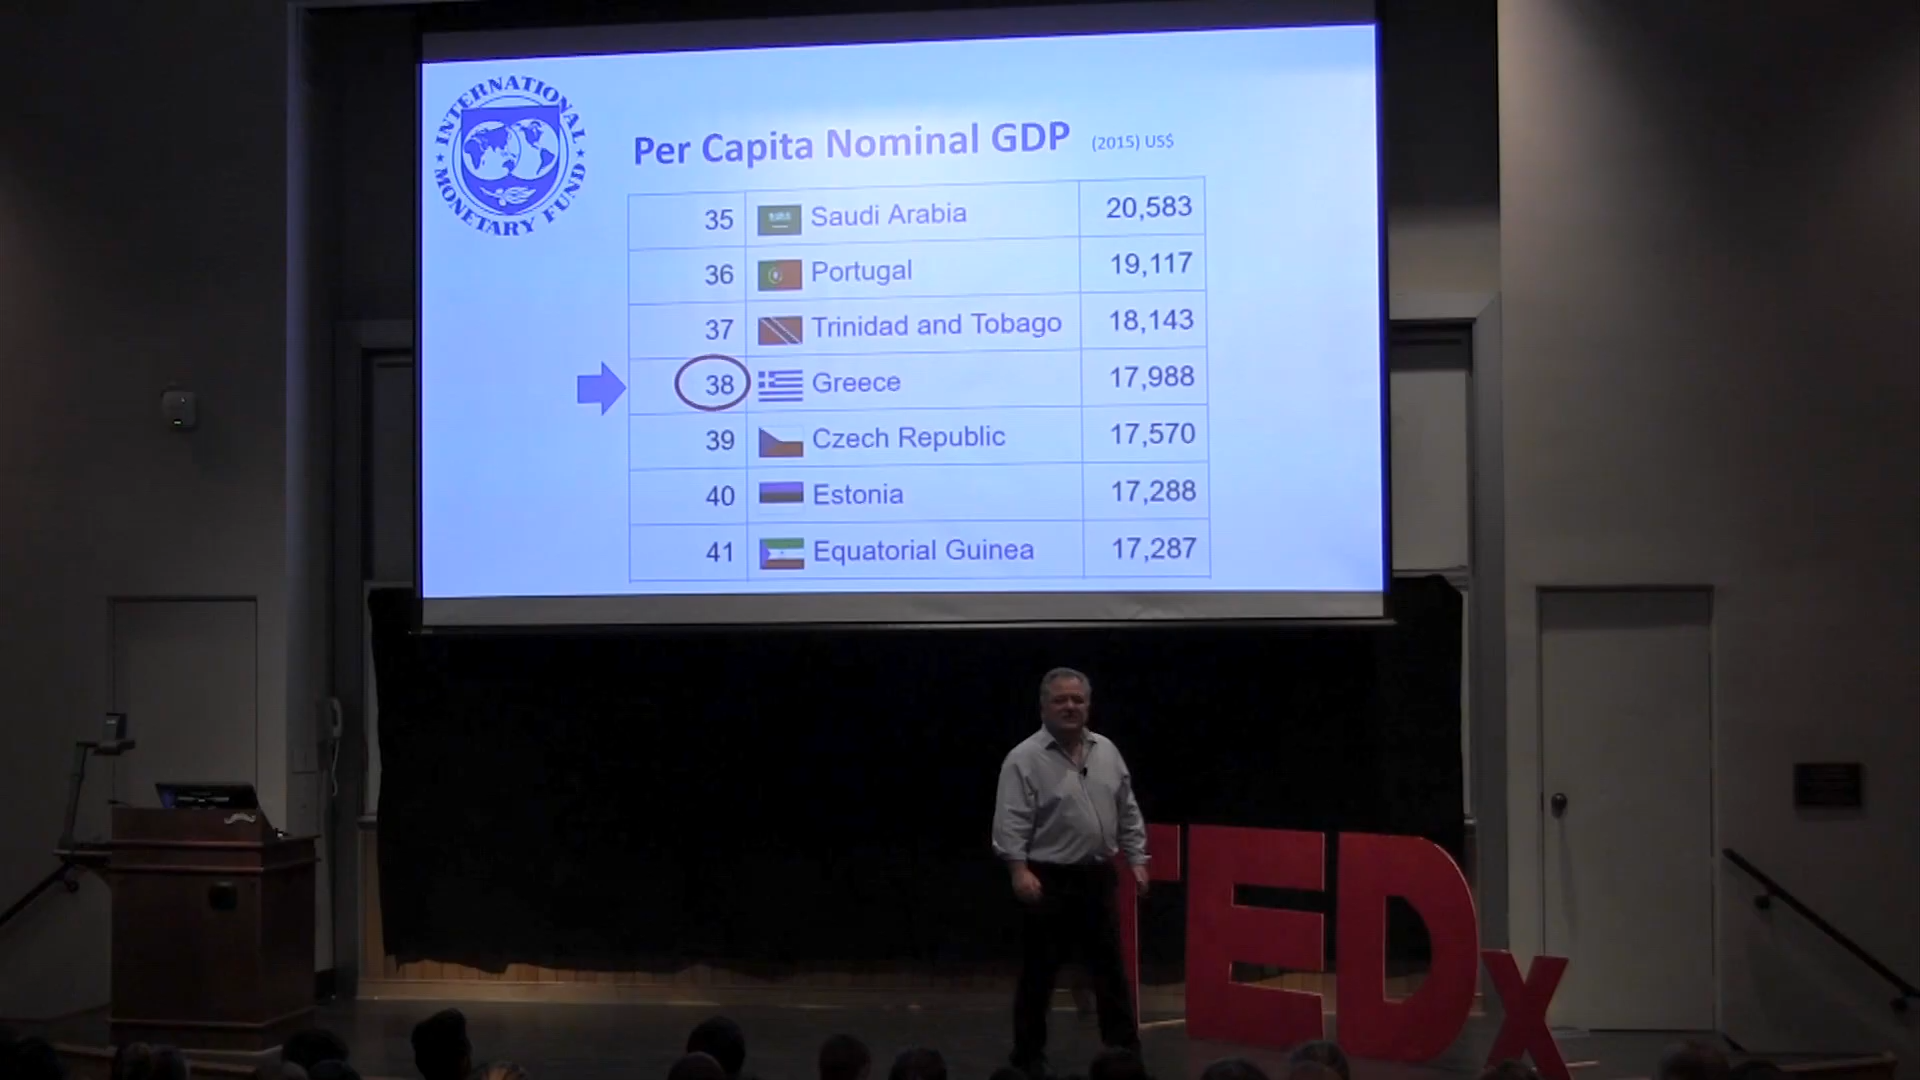 INTERNATIONAL
MONETARY FUND
Per Capita Nominal GDP (2015) US$
35 Saudi Arabia 20,583
36 Portugal 19,117
37 Trinidad and Tobago 18,143
38 Greece 17,988
39 Czech Republic 17,570
40 Estonia 17,288
41 Equatorial Guinea 17,287
TEDx